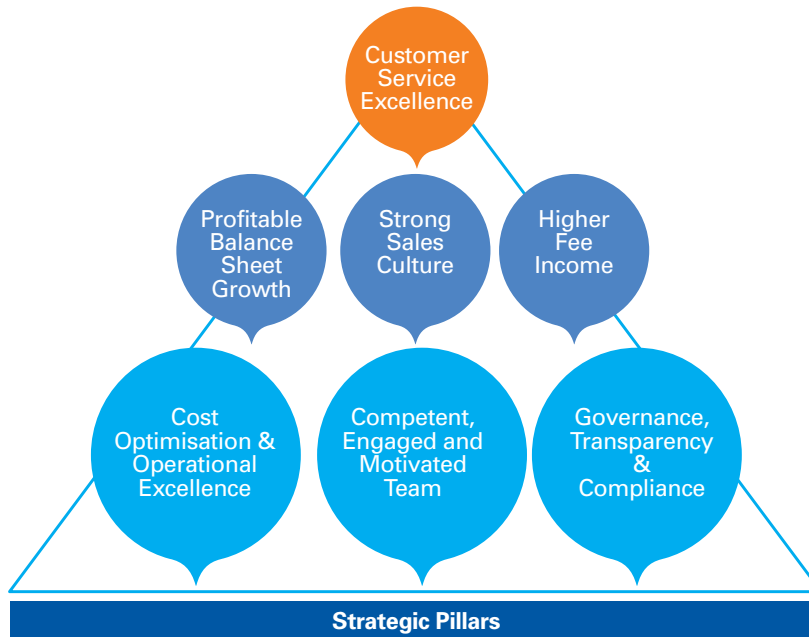 Customer
Service
Excellence
Profitable
Balance
Sheet
Growth
Strong
Sales
Culture
Higher
Fee
Income
Cost
Optimisation &
Operational
Excellence
Competent,
Engaged and
Motivated
Team
Governance,
Transparency
&
Compliance
Strategic Pillars